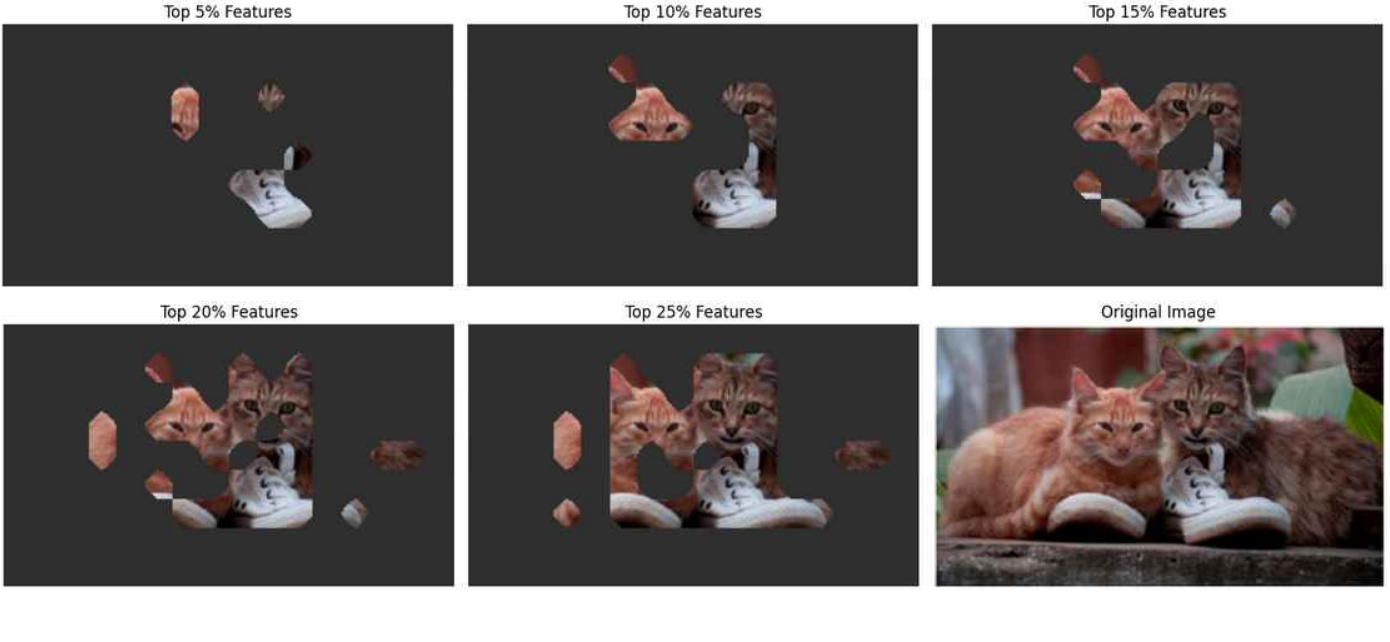 Top 5% Features
Top 10% Features
Top 15% Features
Top 20% Features
Top 25% Features
Original Image